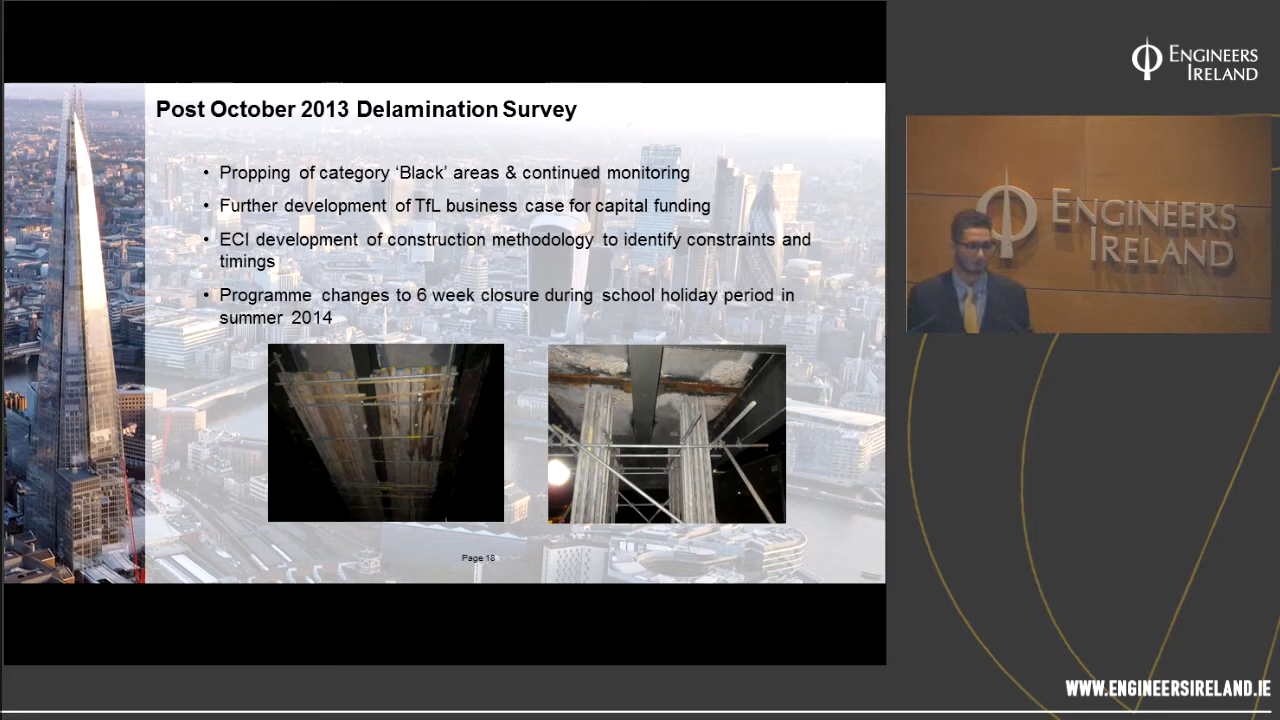 Post October 2013 Delamination Survey
• Propping of category ‘Black’ areas & continued monitoring
• Further development of TfL business case for capital funding
• ECI development of construction methodology to identify constraints and
timings
• Programme changes to 6 week closure during school holiday period in
summer 2014
Page 18
ENGINEERS
IRELAND
ENGINEERS
IRELAND
WWW.ENGINEERSIRELAND.IE